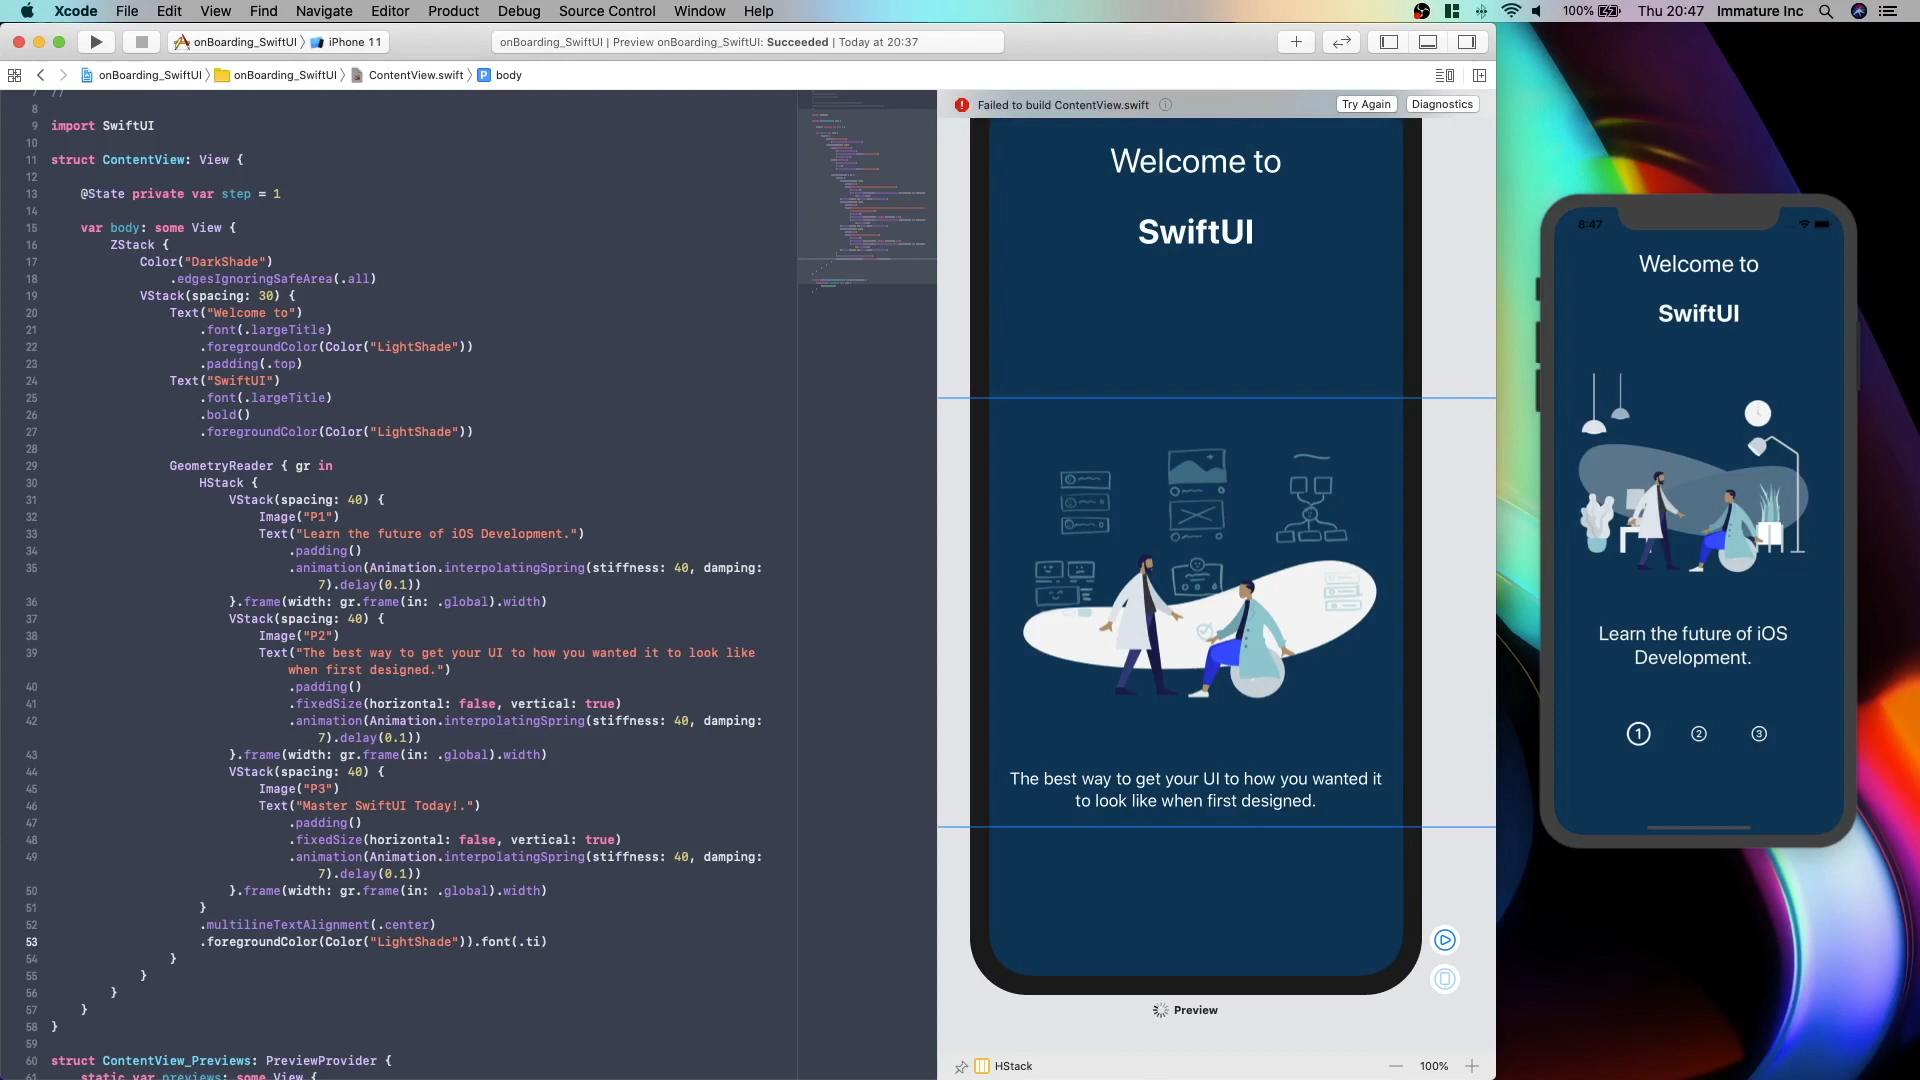 Xcode File Edit View Find Navigate Editor Product Debug Source Control Window Help
100% Thu 20:47 Immature Inc
onBoarding_SwiftUI iPhone 11
onBoarding_SwiftUI | Preview onBoarding_SwiftUI: Succeeded | Today at 20:37
onBoarding_SwiftUI onBoarding_SwiftUI ContentView.swift P body
7 //
8
9 import SwiftUI
10
11 struct ContentView: View {
12
13 @State private var step = 1
14
15 var body: some View {
16 ZStack {
17 Color("DarkShade")
18 .edgesIgnoringSafeArea(.all)
19 VStack(spacing: 30) {
20 Text("Welcome to")
21 .font(.largeTitle)
22 .foregroundColor(Color("LightShade"))
23 .padding(.top)
24 Text("SwiftUI")
25 .font(.largeTitle)
26 .bold()
27 .foregroundColor(Color("LightShade"))
28
29 GeometryReader { gr in
30 HStack {
31 VStack(spacing: 40) {
32 Image("P1")
33 Text("Learn the future of iOS Development.")
34 .padding()
35 .animation(Animation.interpolatingSpring(stiffness: 40, damping:
7).delay(0.1))
36 }.frame(width: gr.frame(in: .global).width)
37 VStack(spacing: 40) {
38 Image("P2")
39 Text("The best way to get your UI to how you wanted it to look like
when first designed.")
40 .padding()
41 .fixedSize(horizontal: false, vertical: true)
42 .animation(Animation.interpolatingSpring(stiffness: 40, damping:
7).delay(0.1))
43 }.frame(width: gr.frame(in: .global).width)
44 VStack(spacing: 40) {
45 Image("P3")
46 Text("Master SwiftUI Today!.")
47 .padding()
48 .fixedSize(horizontal: false, vertical: true)
49 .animation(Animation.interpolatingSpring(stiffness: 40, damping:
7).delay(0.1))
50 }.frame(width: gr.frame(in: .global).width)
51 }
52 .multilineTextAlignment(.center)
53 .foregroundColor(Color("LightShade")).font(.ti)
54 }
55 }
56 }
57 }
58 }
59
60 struct ContentView_Previews: PreviewProvider {
61 static var previews: some View {
Failed to build ContentView.swift Try Again Diagnostics
Welcome to
SwiftUI
The best way to get your UI to how you wanted it
to look like when first designed.
Preview
HStack 100%
8:47
Welcome to
SwiftUI
Learn the future of iOS
Development.
1 2 3